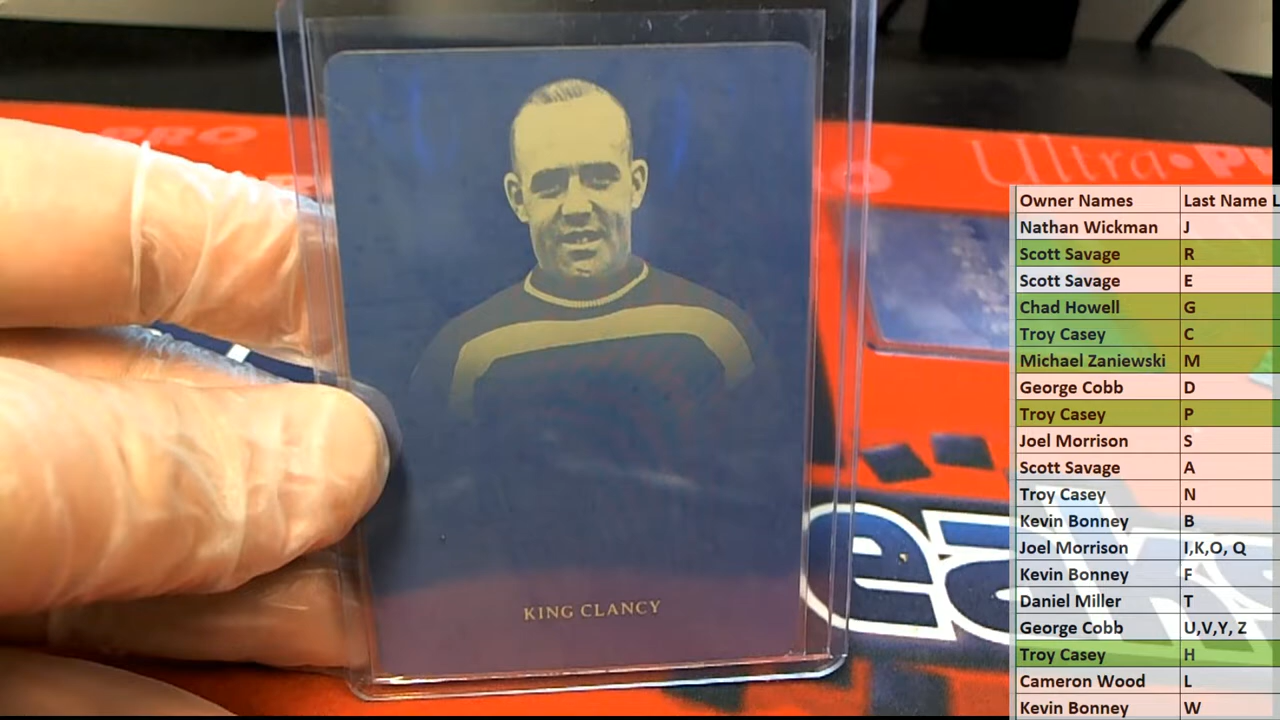 PRO
Ultra•PR
KING CLANCY
Owner Names Last Name L
Nathan Wickman J
Scott Savage R
Scott Savage E
Chad Howell G
Troy Casey C
Michael Zaniewski M
George Cobb D
Troy Casey P
Joel Morrison S
Scott Savage A
Troy Casey N
Kevin Bonney B
Joel Morrison I,K,O, Q
Kevin Bonney F
Daniel Miller T
George Cobb U,V,Y, Z
Troy Casey H
Cameron Wood L
Kevin Bonney W